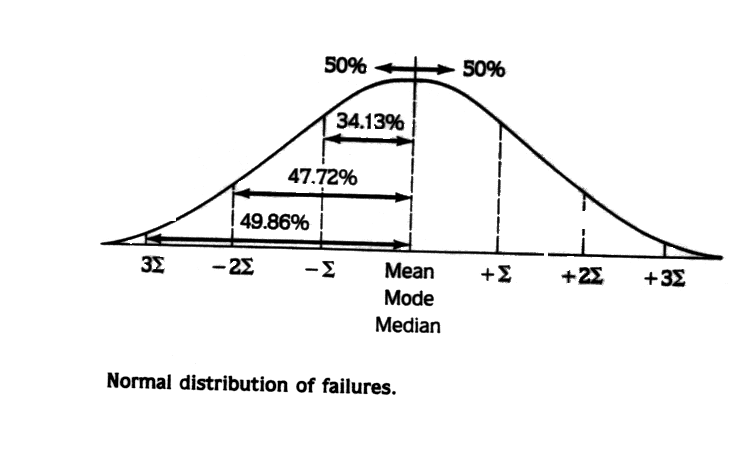 50% 50%
34.13%
47.72%
49.86%
3Σ -2Σ -Σ Mean +Σ +2Σ +3Σ
Mode
Median
Normal distribution of failures.